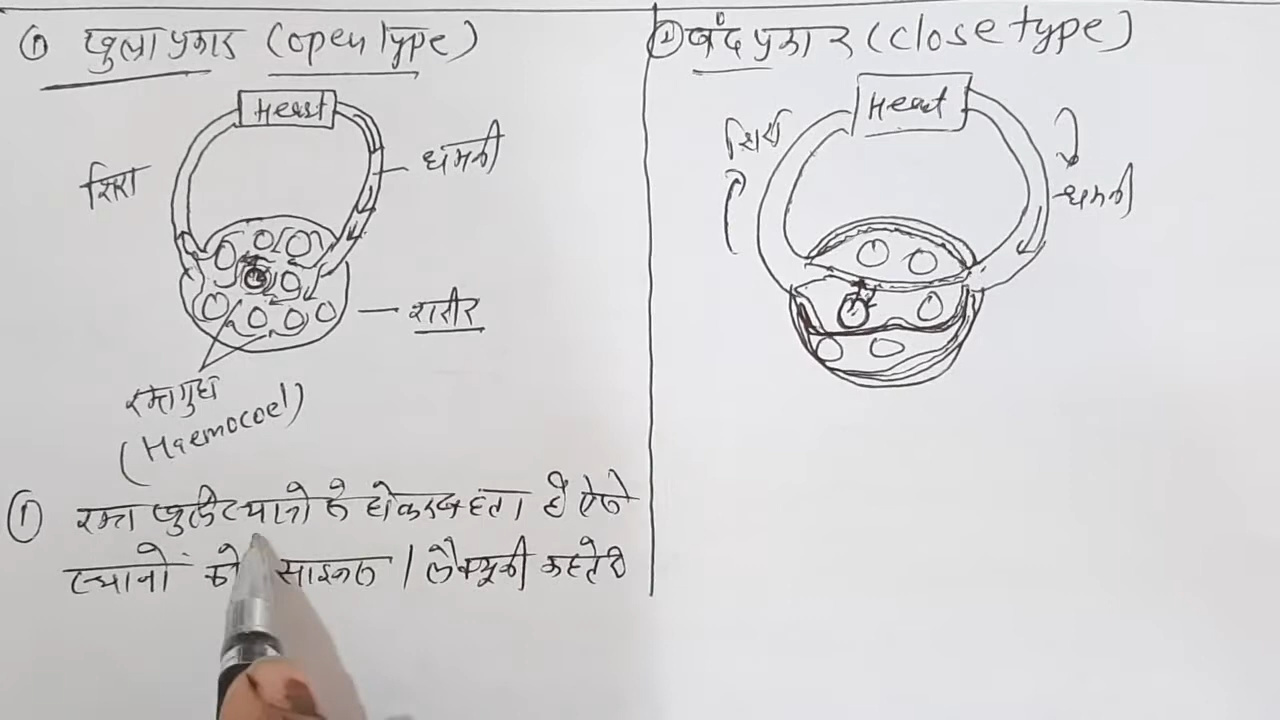 ① खुला प्रकार (open type)
Heart
सिरा
धमनी
शरीर
रक्तगुहा
(Haemocoel)
① रक्त खुले स्थानों से होकर बहता है ऐसे
स्थानों को साइनस / लैक्यूनी कहते है
② बंद प्रकार (close type)
Heart
सिरा
धमनी